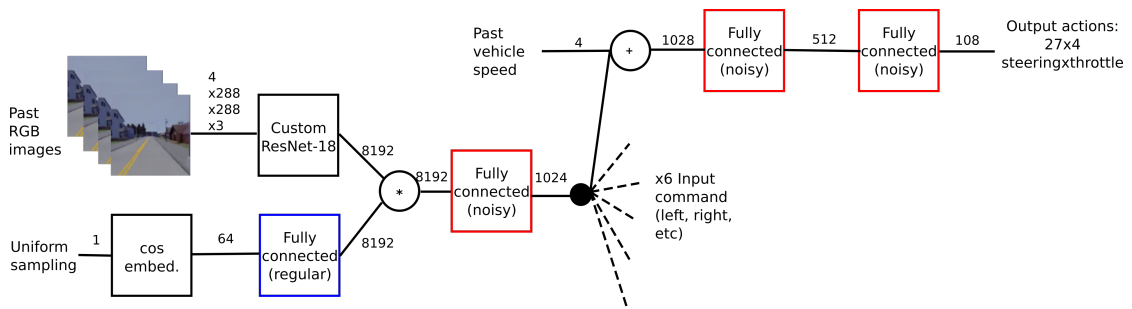 Past
RGB
images
4
x288
x288
x3
Custom
ResNet-18
8192
Uniform
sampling
1
cos
embed.
64
Fully
connected
(regular)
8192
*
8192
Fully
connected
(noisy)
1024
x6 Input
command
(left, right,
etc)
Past
vehicle
speed
4
+
1028
Fully
connected
(noisy)
512
Fully
connected
(noisy)
108
Output actions:
27x4
steeringxthrottle